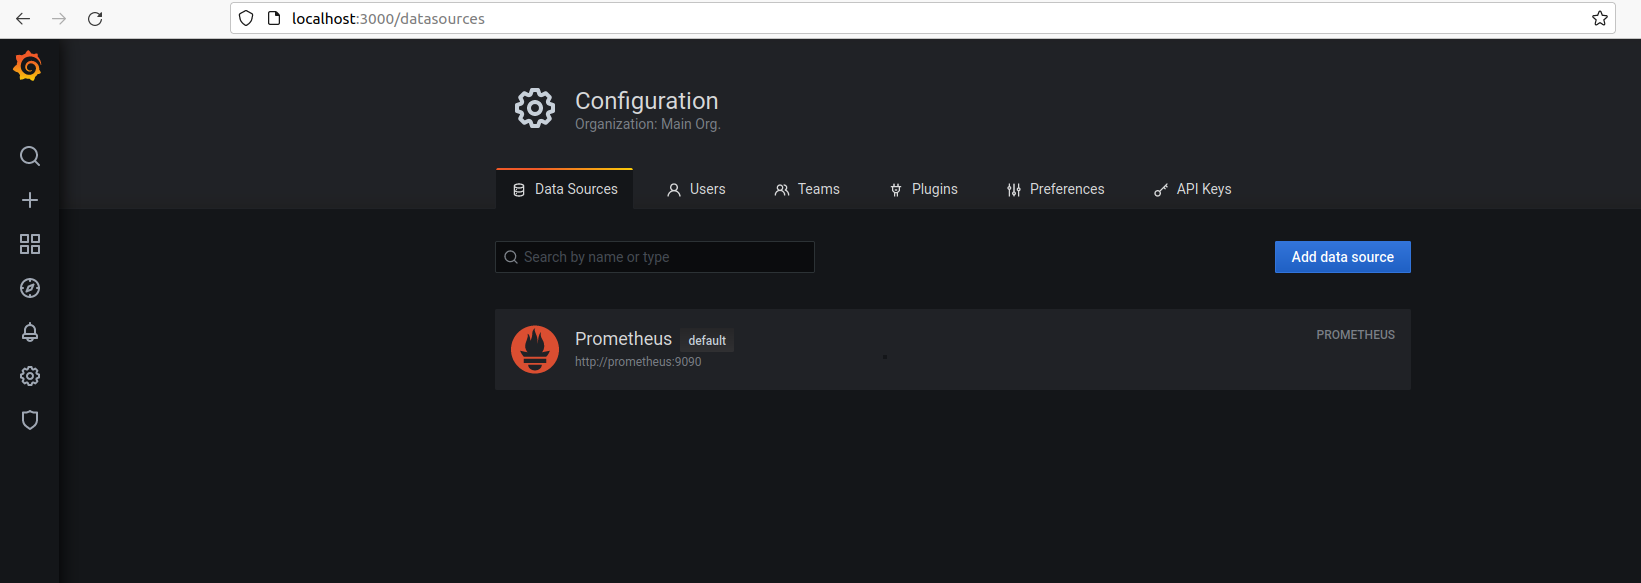 localhost:3000/datasources
Configuration
Organization: Main Org.
Data Sources Users Teams Plugins Preferences API Keys
Search by name or type Add data source
Prometheus default PROMETHEUS
http://prometheus:9090